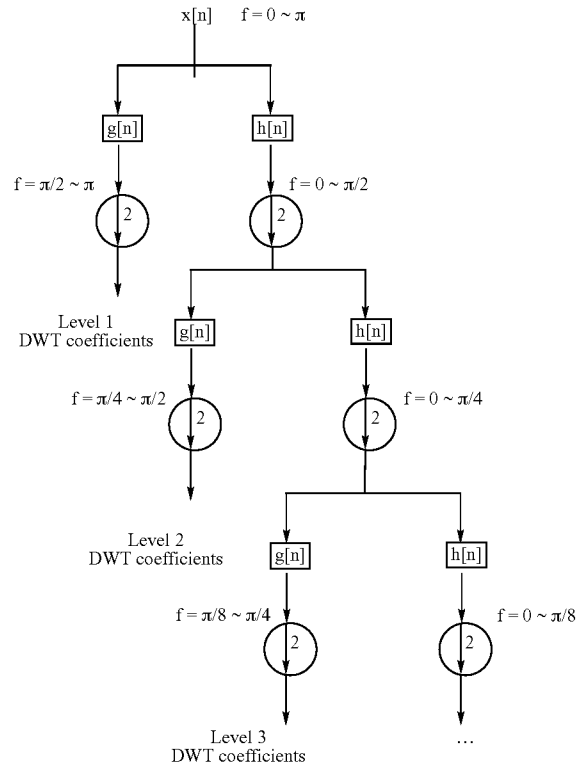 x[n] f = 0 ~ π
g[n] h[n]
f = π/2 ~ π f = 0 ~ π/2
2 2
Level 1
DWT coefficients
g[n] h[n]
f = π/4 ~ π/2 f = 0 ~ π/4
2 2
Level 2
DWT coefficients
g[n] h[n]
f = π/8 ~ π/4 f = 0 ~ π/8
2 2
Level 3
DWT coefficients
...